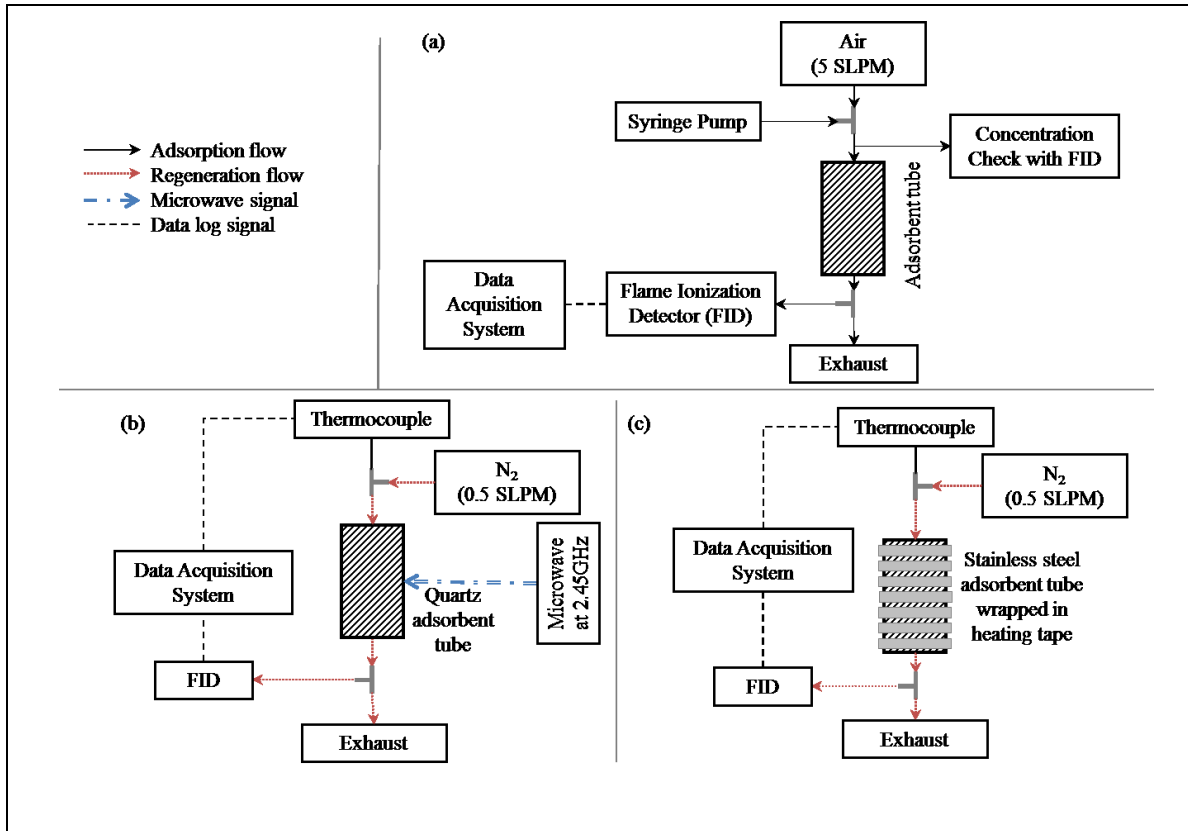 (a)
Air
(5 SLPM)
Syringe Pump
Concentration
Check with FID
Adsorption flow
Regeneration flow
Microwave signal
Data log signal
Adsorbent tube
Data
Acquisition
System
Flame Ionization
Detector (FID)
Exhaust
(b)
Thermocouple
N₂
(0.5 SLPM)
Data Acquisition
System
Microwave
at 2.45GHz
Quartz
adsorbent
tube
FID
Exhaust
(c)
Thermocouple
N₂
(0.5 SLPM)
Data Acquisition
System
Stainless steel
adsorbent tube
wrapped in
heating tape
FID
Exhaust